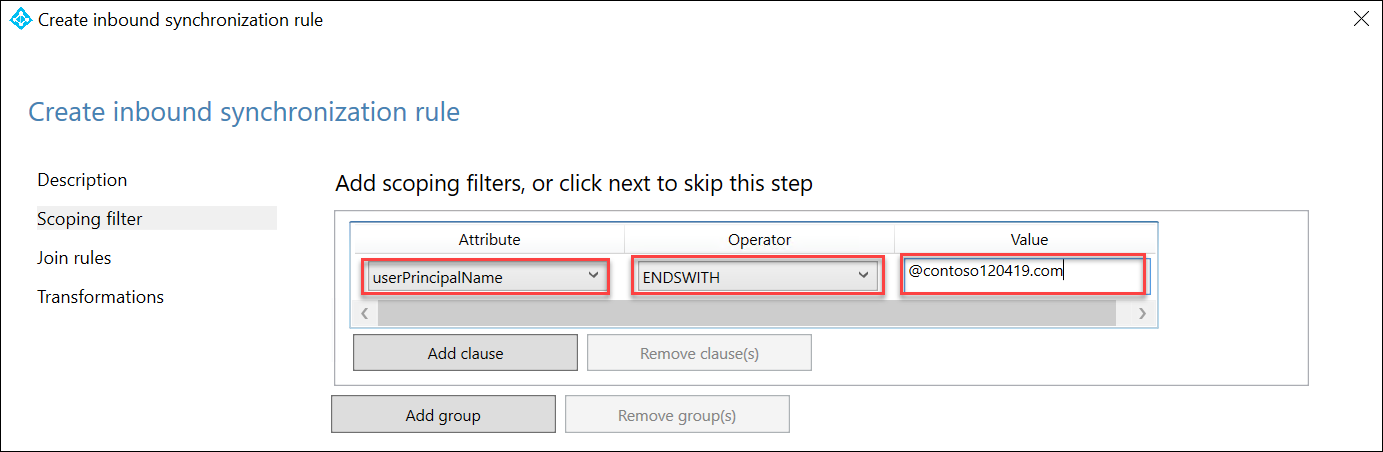 Create inbound synchronization rule
Create inbound synchronization rule
Description
Scoping filter
Join rules
Transformations
Add scoping filters, or click next to skip this step
Attribute Operator Value
userPrincipalName ENDSWITH @contoso120419.com
Add clause Remove clause(s)
Add group Remove group(s)